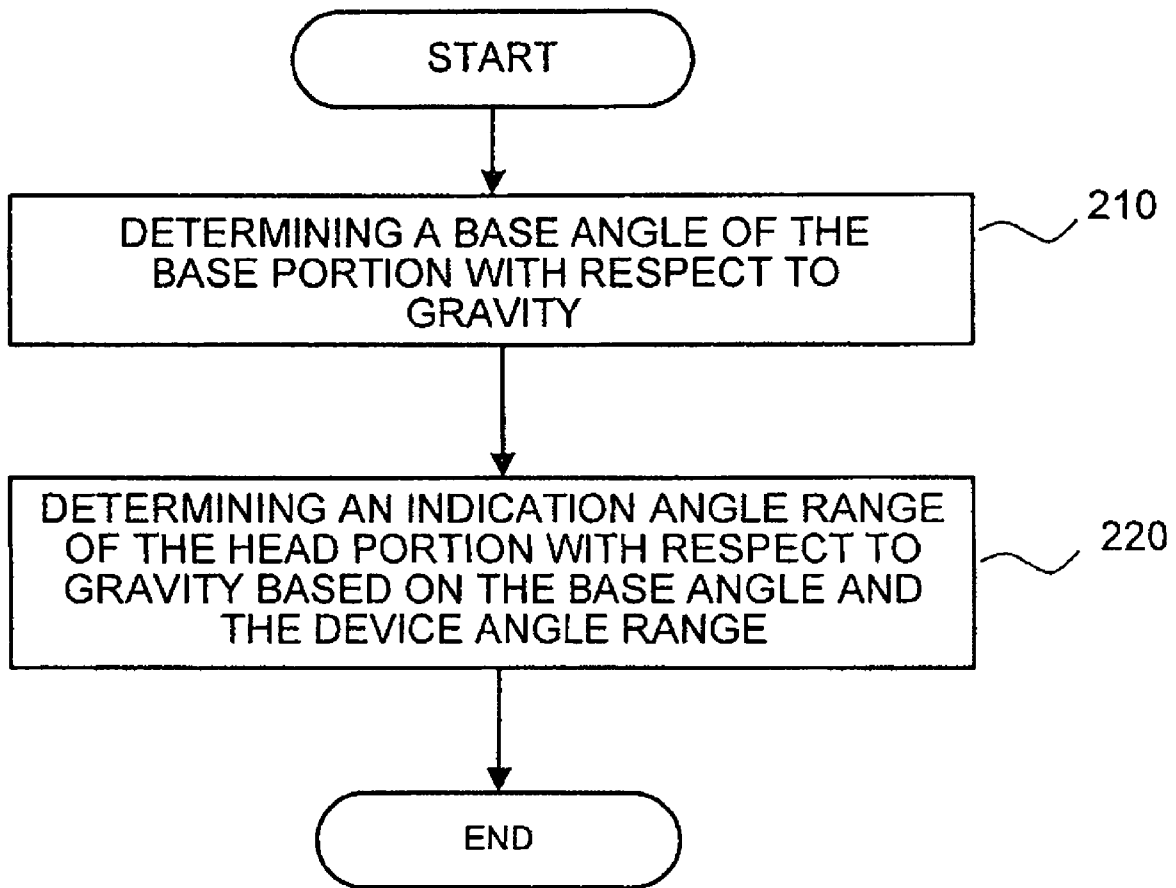 START
DETERMINING A BASE ANGLE OF THE
BASE PORTION WITH RESPECT TO
GRAVITY
210
DETERMINING AN INDICATION ANGLE RANGE
OF THE HEAD PORTION WITH RESPECT TO
GRAVITY BASED ON THE BASE ANGLE AND
THE DEVICE ANGLE RANGE
220
END